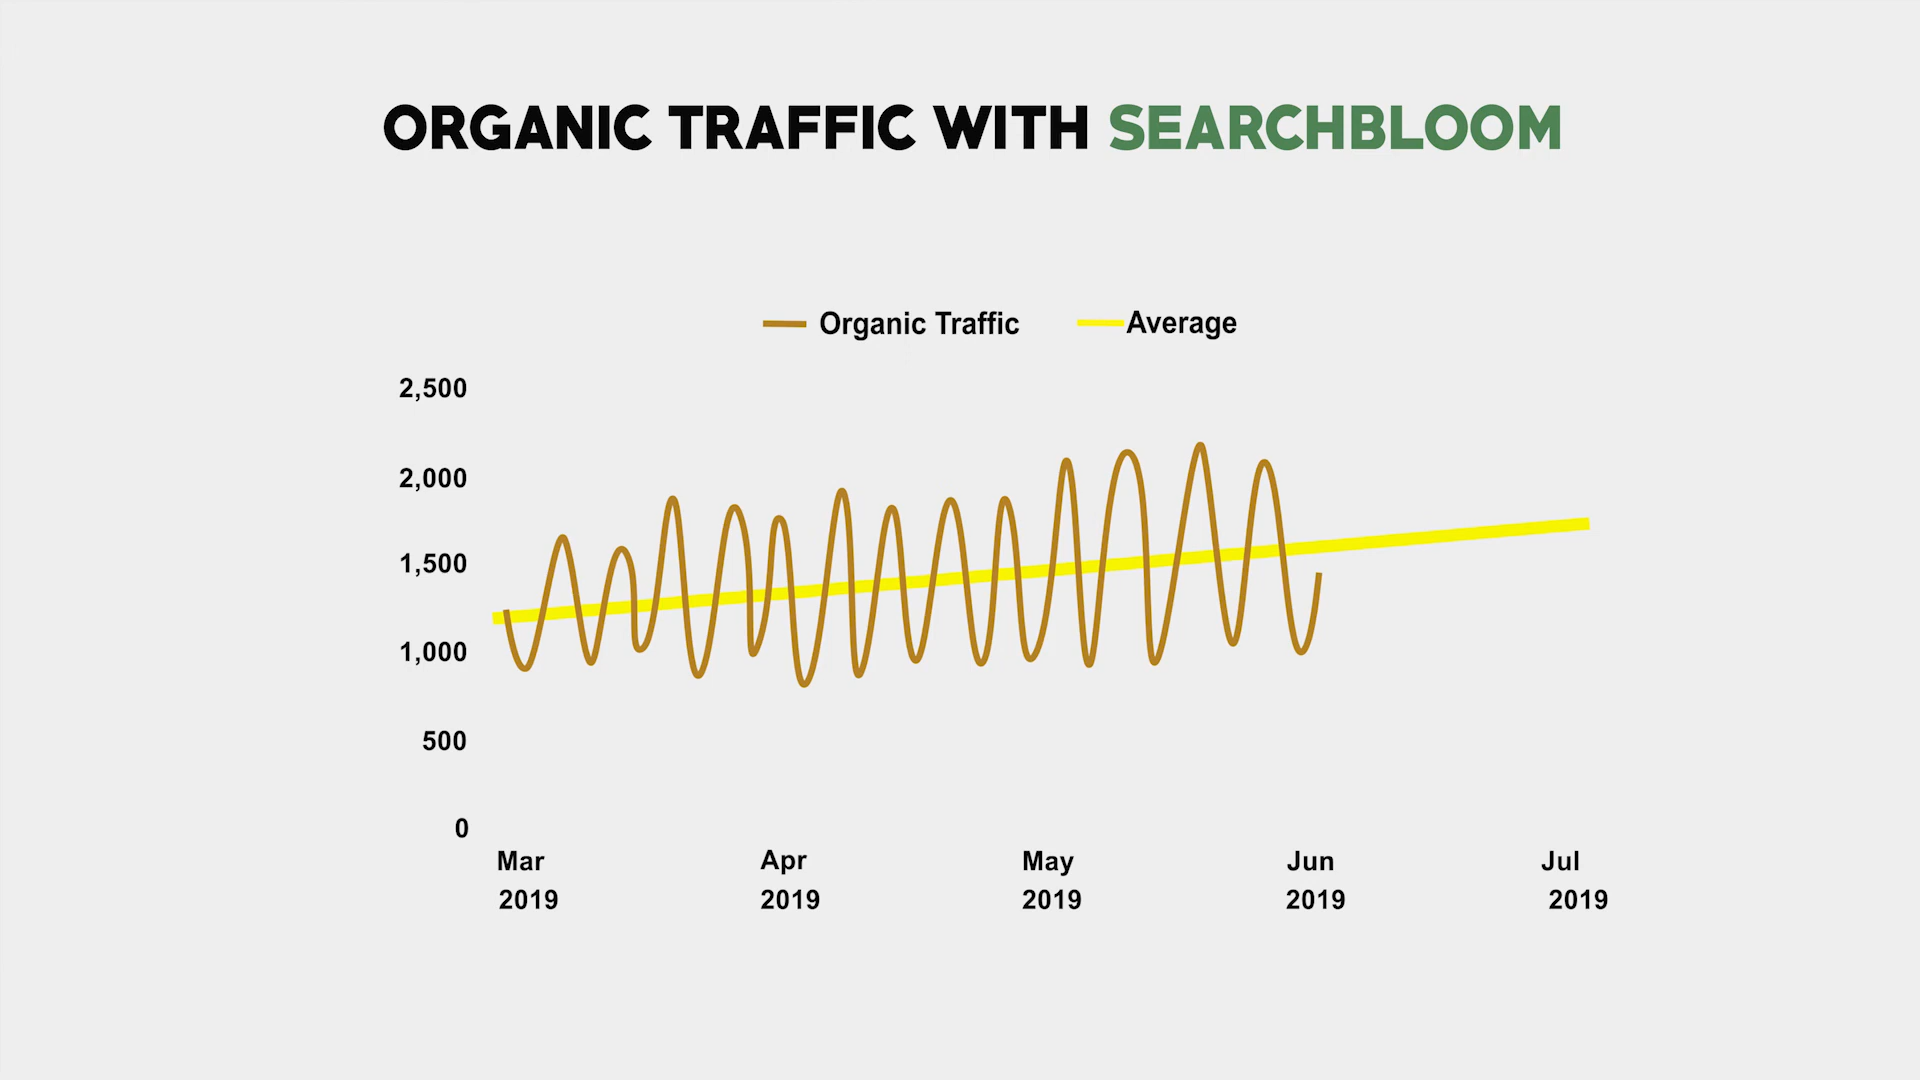 ORGANIC TRAFFIC WITH SEARCHBLOOM
Organic Traffic Average
2,500
2,000
1,500
1,000
500
0
Mar Apr May Jun Jul
2019 2019 2019 2019 2019